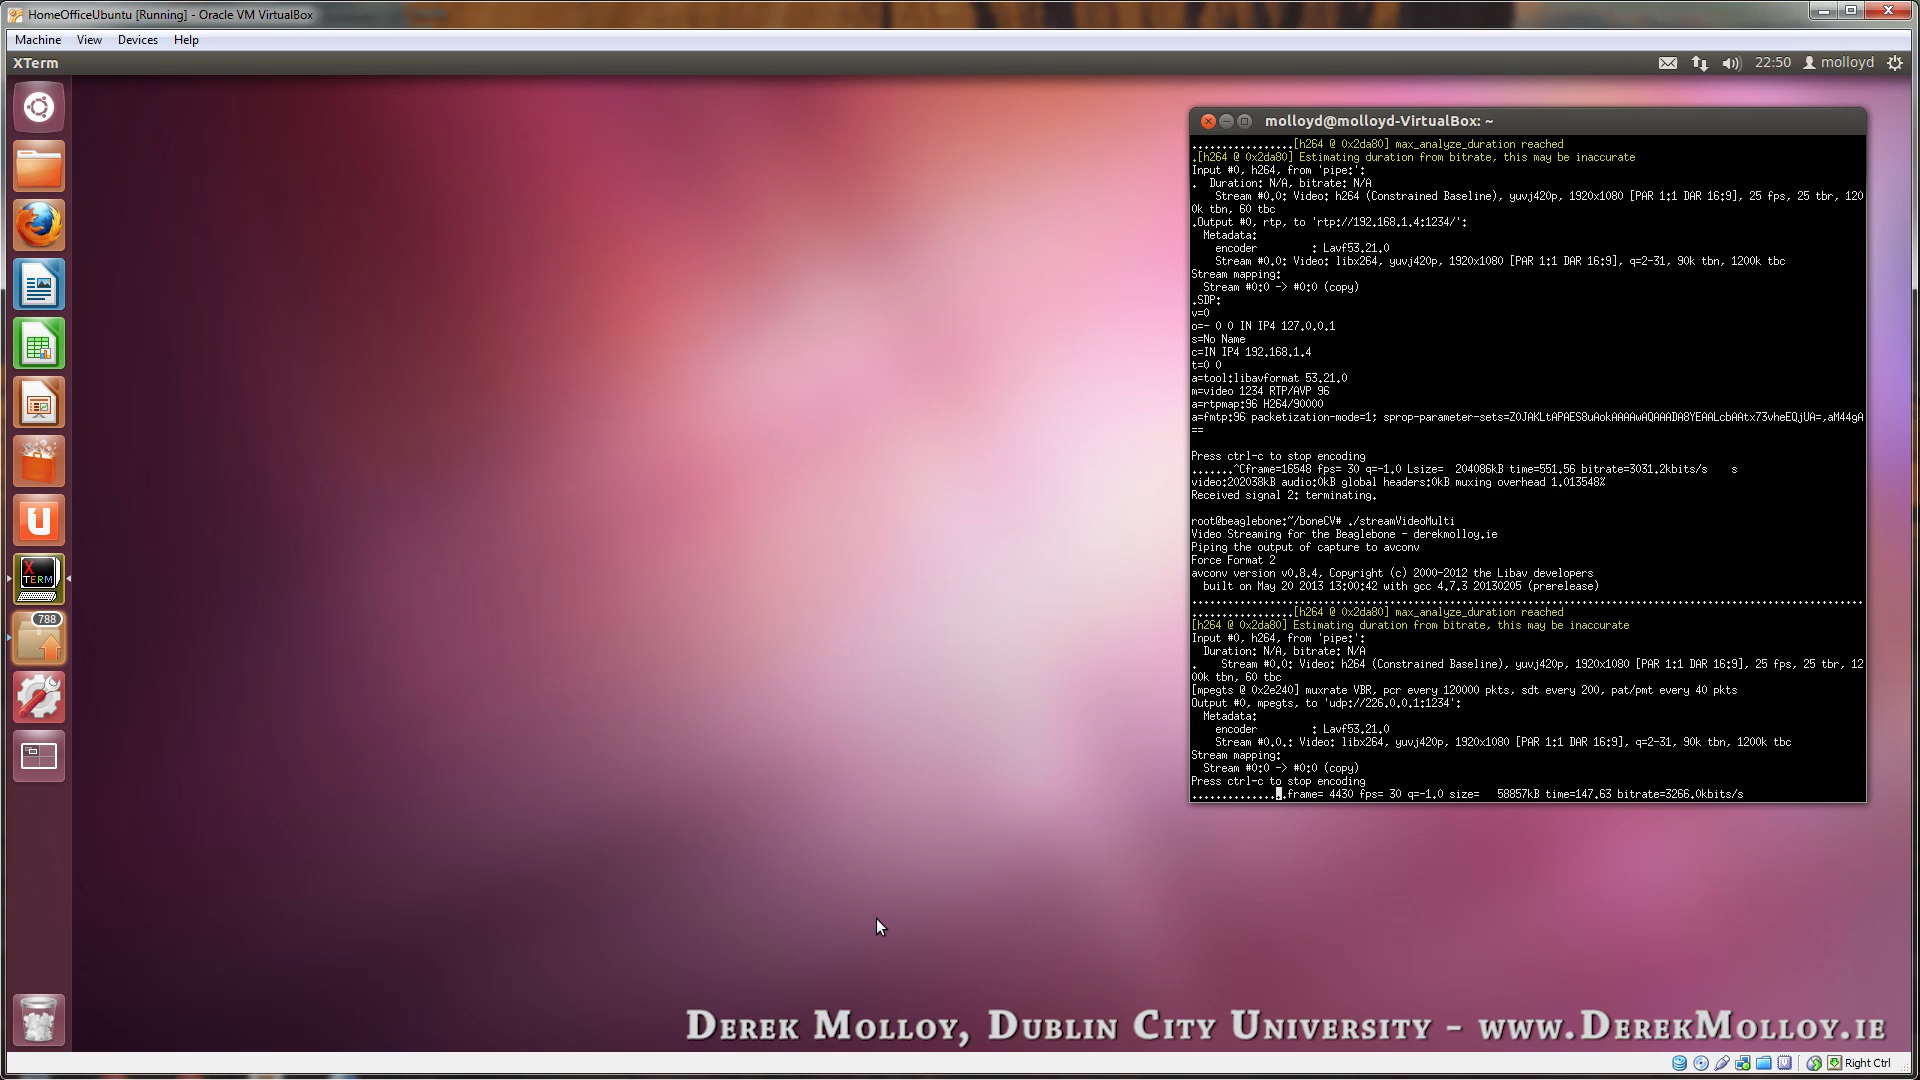 HomeOfficeUbuntu [Running] - Oracle VM VirtualBox
Machine View Devices Help
XTerm
22:50 molloyd
molloyd@molloyd-VirtualBox: ~
.................[h264 @ 0x2da80] max_analyze_duration reached
.[h264 @ 0x2da80] Estimating duration from bitrate, this may be inaccurate
Input #0, h264, from 'pipe:':
. Duration: N/A, bitrate: N/A
Stream #0.0: Video: h264 (Constrained Baseline), yuvj420p, 1920x1080 [PAR 1:1 DAR 16:9], 25 fps, 25 tbr, 120
0k tbn, 60 tbc
.Output #0, rtp, to 'rtp://192.168.1.4:1234/':
Metadata:
encoder : Lavf53.21.0
Stream #0.0: Video: libx264, yuvj420p, 1920x1080 [PAR 1:1 DAR 16:9], q=2-31, 90k tbn, 1200k tbc
Stream mapping:
Stream #0:0 -> #0:0 (copy)
.SDP:
v=0
o=- 0 0 IN IP4 127.0.0.1
s=No Name
c=IN IP4 192.168.1.4
t=0 0
a=tool:libavformat 53.21.0
m=video 1234 RTP/AVP 96
a=rtpmap:96 H264/90000
a=fmtp:96 packetization-mode=1; sprop-parameter-sets=Z0JAKLtAPAES8uAokAAAAwAQAAADA8YEAALcbAAtx73vheEQjUA=,aM44gA
==
Press ctrl-c to stop encoding
.......^Cframe=16548 fps= 30 q=-1.0 Lsize= 204086kB time=551.56 bitrate=3031.2kbits/s s
video:202038kB audio:0kB global headers:0kB muxing overhead 1.013548%
Received signal 2: terminating.
root@beaglebone:~/boneCV# ./streamVideoMulti
Video Streaming for the Beaglebone - derekmolloy.ie
Piping the output of capture to avconv
Force Format 2
avconv version v0.8.4, Copyright (c) 2000-2012 the Libav developers
built on May 20 2013 13:00:42 with gcc 4.7.3 20130205 (prerelease)
................................................................................................................
.................[h264 @ 0x2da80] max_analyze_duration reached
[h264 @ 0x2da80] Estimating duration from bitrate, this may be inaccurate
Input #0, h264, from 'pipe:':
Duration: N/A, bitrate: N/A
. Stream #0.0: Video: h264 (Constrained Baseline), yuvj420p, 1920x1080 [PAR 1:1 DAR 16:9], 25 fps, 25 tbr, 12
00k tbn, 60 tbc
[mpegts @ 0x2e240] muxrate VBR, pcr every 120000 pkts, sdt every 200, pat/pmt every 40 pkts
Output #0, mpegts, to 'udp://226.0.0.1:1234':
Metadata:
encoder : Lavf53.21.0
Stream #0.0.: Video: libx264, yuvj420p, 1920x1080 [PAR 1:1 DAR 16:9], q=2-31, 90k tbn, 1200k tbc
Stream mapping:
Stream #0:0 -> #0:0 (copy)
Press ctrl-c to stop encoding
................frame= 4430 fps= 30 q=-1.0 size= 58857kB time=147.63 bitrate=3266.0kbits/s
X TERM
788
Derek Molloy, Dublin City University - www.DerekMolloy.ie
Right Ctrl